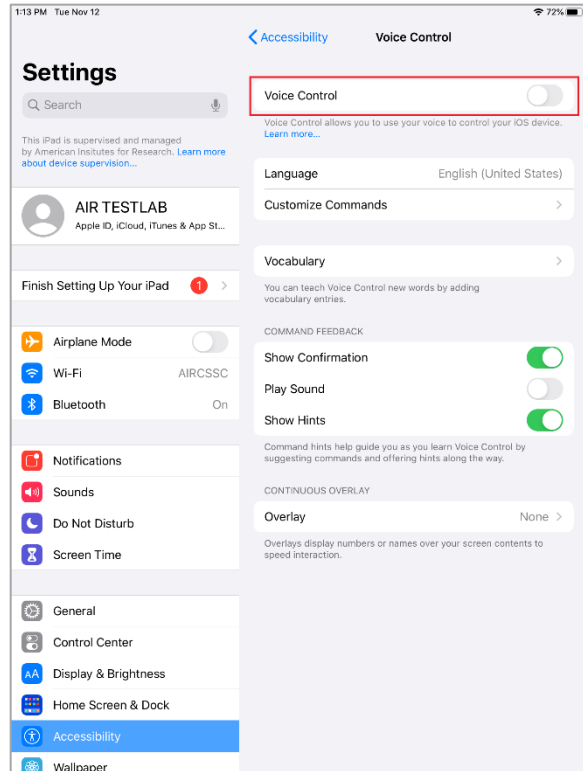 1:13 PM Tue Nov 12
72%
Settings
Search
This iPad is supervised and managed
by American Insitutes for Research. Learn more
about device supervision...
AIR TESTLAB
Apple ID, iCloud, iTunes & App St...
Finish Setting Up Your iPad 1
Airplane Mode
Wi-Fi AIRCSSC
Bluetooth On
Notifications
Sounds
Do Not Disturb
Screen Time
General
Control Center
AA Display & Brightness
Home Screen & Dock
Accessibility
Wallpaper
Accessibility Voice Control
Voice Control
Voice Control allows you to use your voice to control your iOS device.
Learn more...
Language English (United States)
Customize Commands
Vocabulary
You can teach Voice Control new words by adding
vocabulary entries.
COMMAND FEEDBACK
Show Confirmation
Play Sound
Show Hints
Command hints help guide you as you learn Voice Control by
suggesting commands and offering hints along the way.
CONTINUOUS OVERLAY
Overlay None
Overlays display numbers or names over your screen contents to
speed interaction.